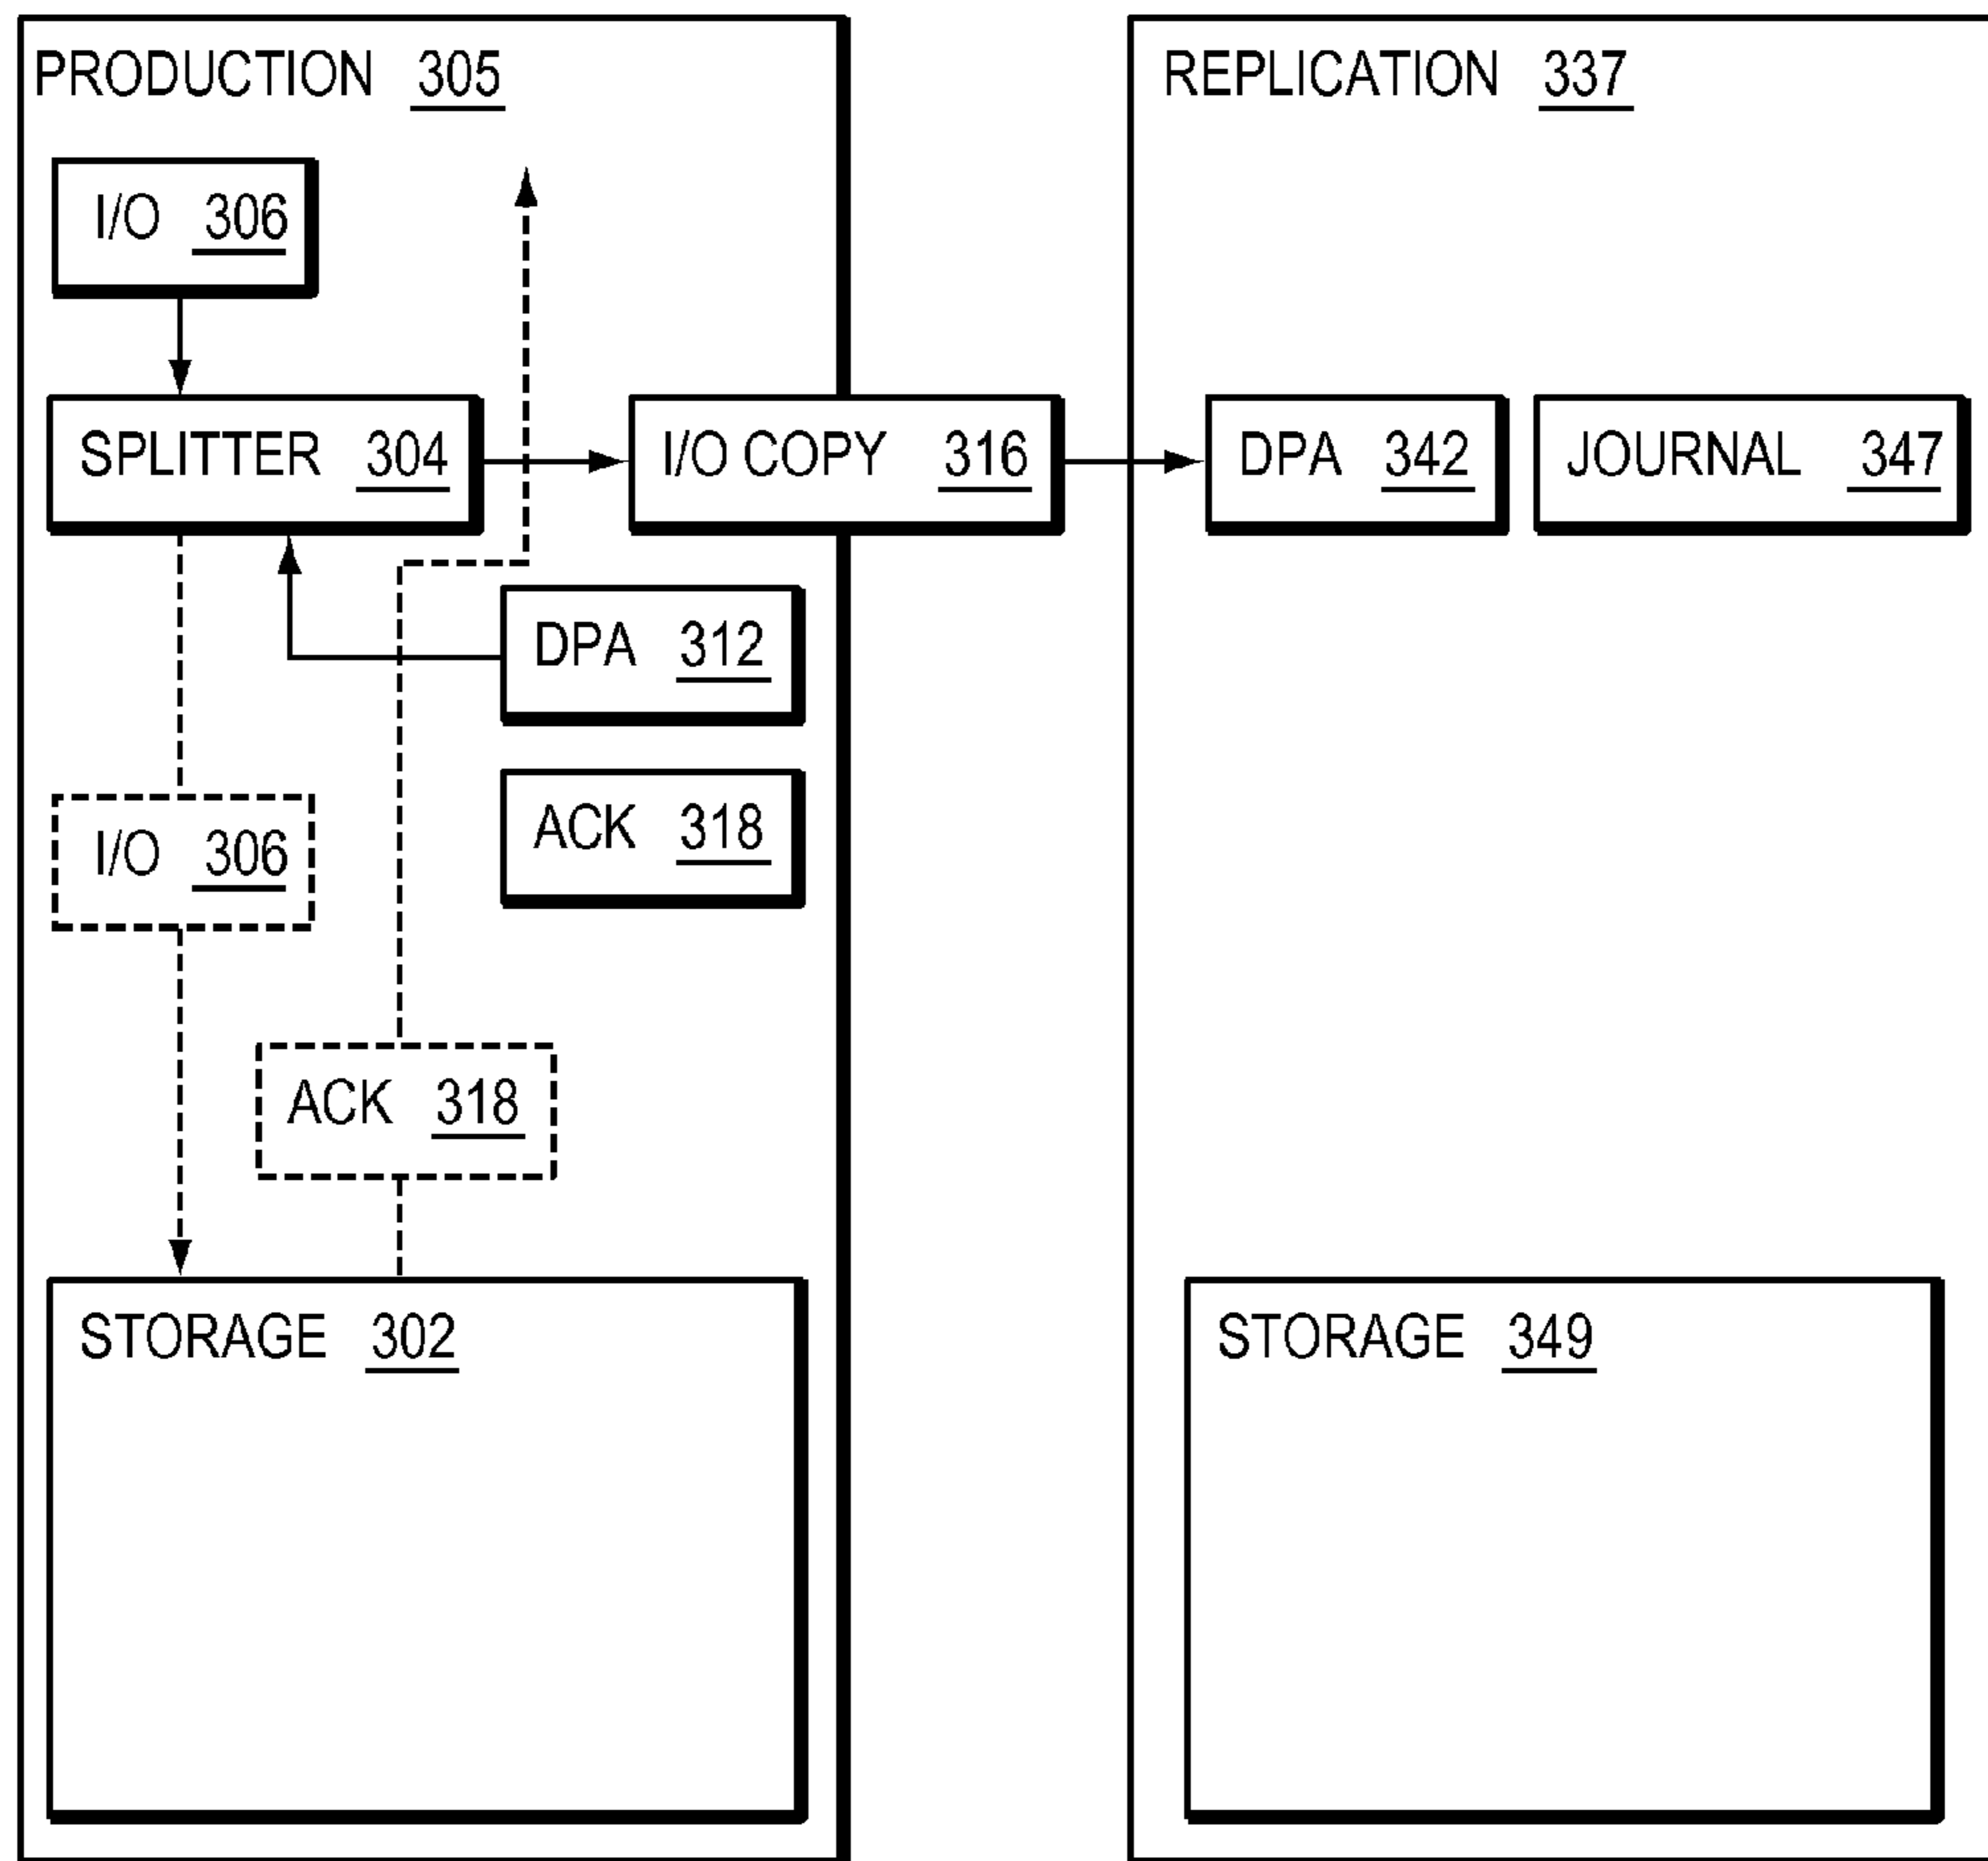 PRODUCTION 305
REPLICATION 337
I/O 306
SPLITTER 304
I/O COPY 316
DPA 342
JOURNAL 347
DPA 312
ACK 318
I/O 306
ACK 318
STORAGE 302
STORAGE 349